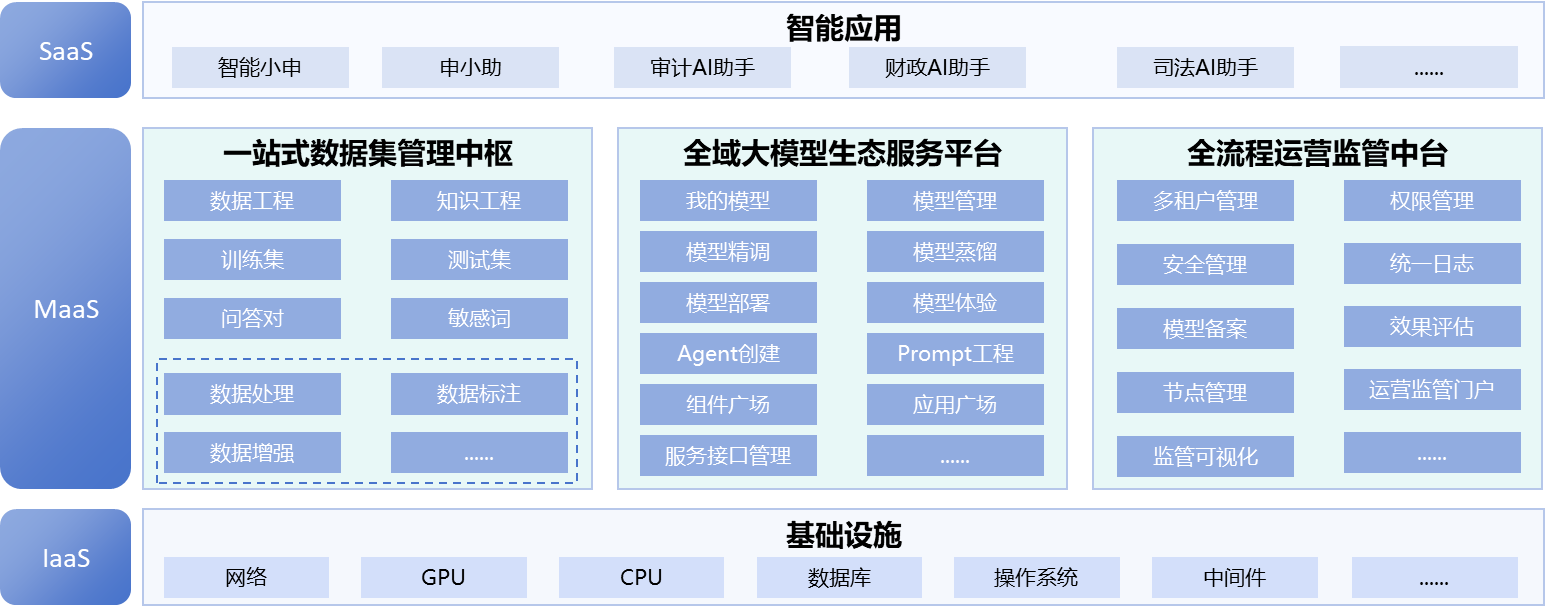 SaaS
智能应用
智能小申
申小助
审计AI助手
财政AI助手
司法AI助手
......
MaaS
一站式数据集管理中枢
数据工程
知识工程
训练集
测试集
问答对
敏感词
数据处理
数据标注
数据增强
......
全域大模型生态服务平台
我的模型
模型管理
模型精调
模型蒸馏
模型部署
模型体验
Agent创建
Prompt工程
组件广场
应用广场
服务接口管理
......
全流程运营监管中台
多租户管理
权限管理
安全管理
统一日志
模型备案
效果评估
节点管理
运营监管门户
监管可视化
......
IaaS
基础设施
网络
GPU
CPU
数据库
操作系统
中间件
......